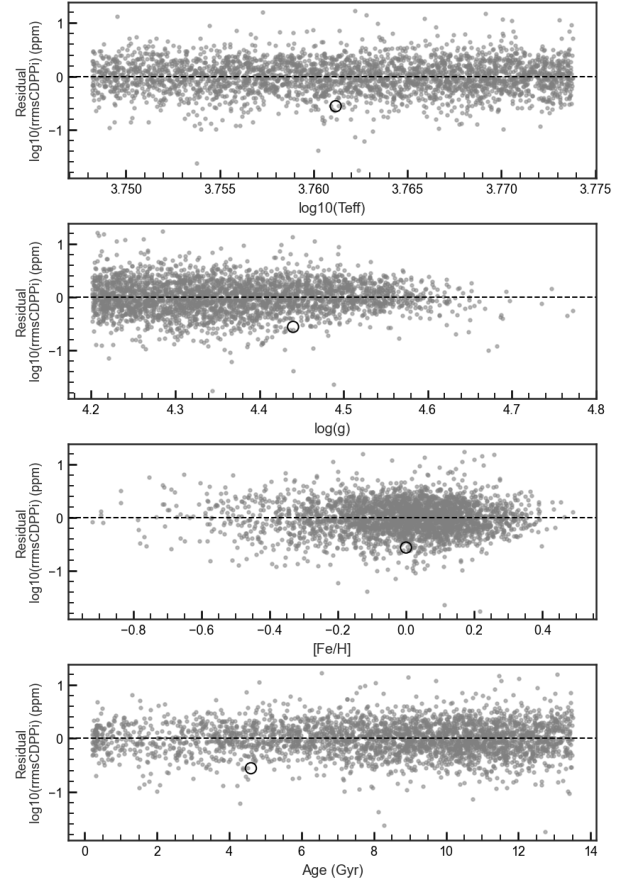 Residual
log10(rrmsCDPPi) (ppm)
1
0
−1
3.750 3.755 3.760 3.765 3.770 3.775
log10(Teff)
Residual
log10(rrmsCDPPi) (ppm)
1
0
−1
4.2 4.3 4.4 4.5 4.6 4.7 4.8
log(g)
Residual
log10(rrmsCDPPi) (ppm)
1
0
−1
−0.8 −0.6 −0.4 −0.2 0.0 0.2 0.4
[Fe/H]
Residual
log10(rrmsCDPPi) (ppm)
1
0
−1
0 2 4 6 8 10 12 14
Age (Gyr)